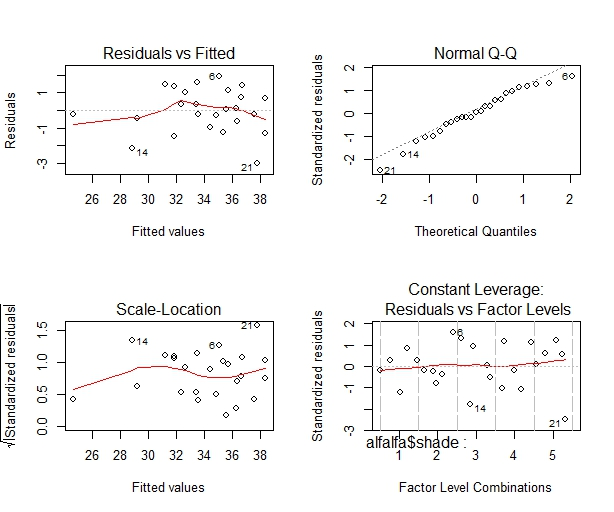 Residuals vs Fitted
Residuals
1
-1
-3
6
14
21
26 28 30 32 34 36 38
Fitted values
Normal Q-Q
Standardized residuals
2
1
0
-2
6
14
21
-2 -1 0 1 2
Theoretical Quantiles
Scale-Location
√|Standardized residuals|
1.5
1.0
0.5
0.0
21
14
6
26 28 30 32 34 36 38
Fitted values
Constant Leverage:
Residuals vs Factor Levels
Standardized residuals
2
1
0
-3
6
14
21
alfalfa$shade :
1 2 3 4 5
Factor Level Combinations